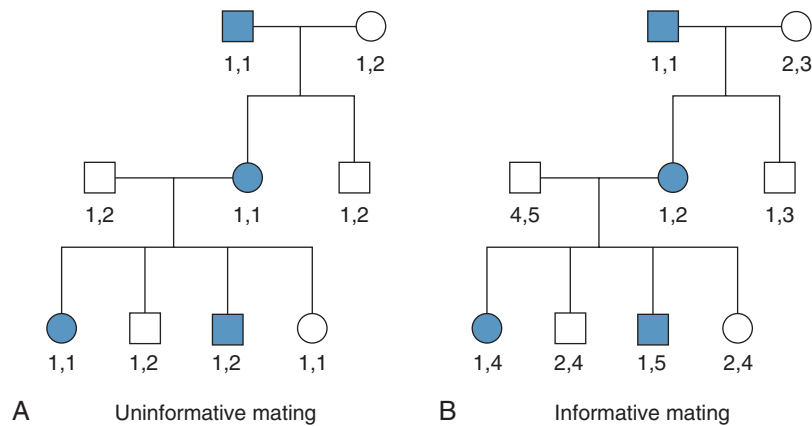 1,1 1,2 1,1 2,3
1,2 1,1 1,2 4,5 1,2 1,3
1,1 1,2 1,2 1,1 1,4 2,4 1,5 2,4
A Uninformative mating B Informative mating